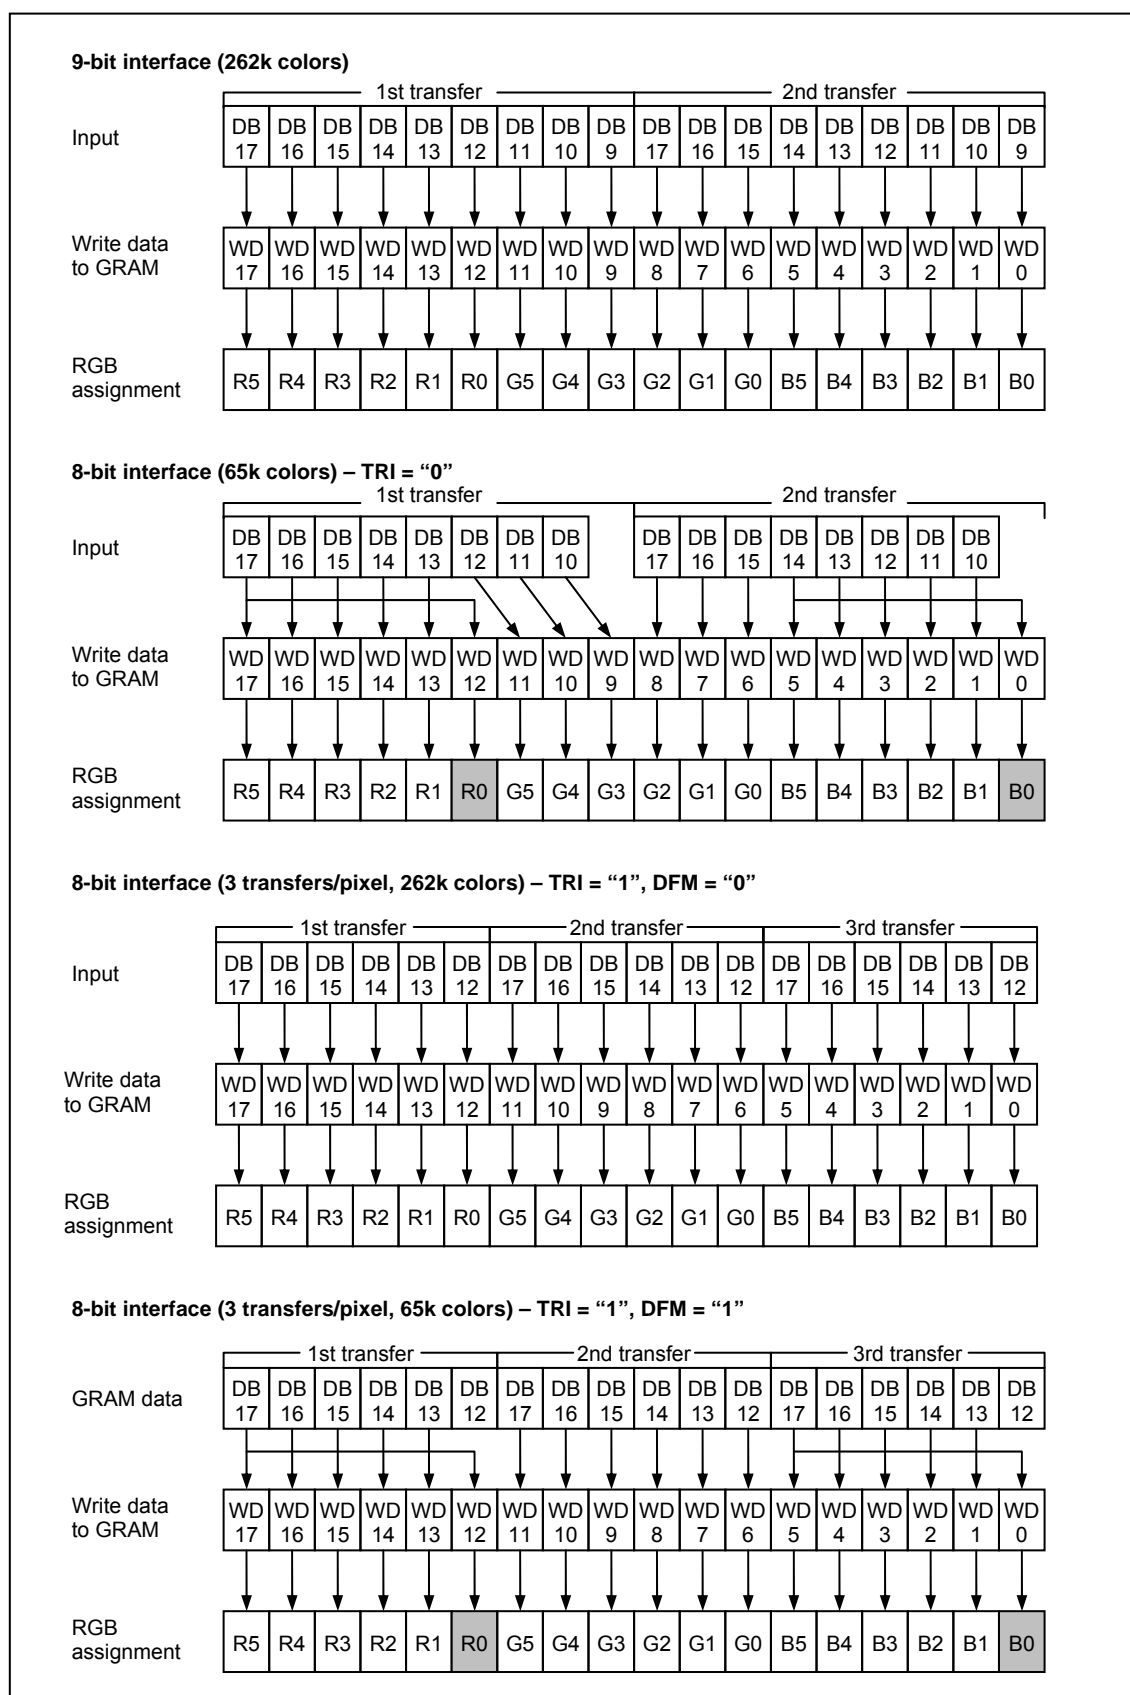 9-bit interface (262k colors)
1st transfer 2nd transfer
Input DB DB DB DB DB DB DB DB DB DB DB DB DB DB DB DB DB DB
17 16 15 14 13 12 11 10 9 17 16 15 14 13 12 11 10 9
Write data WD WD WD WD WD WD WD WD WD WD WD WD WD WD WD WD WD WD
to GRAM 17 16 15 14 13 12 11 10 9 8 7 6 5 4 3 2 1 0
RGB
assignment R5 R4 R3 R2 R1 R0 G5 G4 G3 G2 G1 G0 B5 B4 B3 B2 B1 B0
8-bit interface (65k colors) – TRI = “0”
1st transfer 2nd transfer
Input DB DB DB DB DB DB DB DB DB DB DB DB DB DB DB DB
17 16 15 14 13 12 11 10 17 16 15 14 13 12 11 10
Write data WD WD WD WD WD WD WD WD WD WD WD WD WD WD WD WD WD WD
to GRAM 17 16 15 14 13 12 11 10 9 8 7 6 5 4 3 2 1 0
RGB
assignment R5 R4 R3 R2 R1 R0 G5 G4 G3 G2 G1 G0 B5 B4 B3 B2 B1 B0
8-bit interface (3 transfers/pixel, 262k colors) – TRI = “1”, DFM = “0”
1st transfer 2nd transfer 3rd transfer
Input DB DB DB DB DB DB DB DB DB DB DB DB DB DB DB DB DB DB
17 16 15 14 13 12 17 16 15 14 13 12 17 16 15 14 13 12
Write data WD WD WD WD WD WD WD WD WD WD WD WD WD WD WD WD WD WD
to GRAM 17 16 15 14 13 12 11 10 9 8 7 6 5 4 3 2 1 0
RGB
assignment R5 R4 R3 R2 R1 R0 G5 G4 G3 G2 G1 G0 B5 B4 B3 B2 B1 B0
8-bit interface (3 transfers/pixel, 65k colors) – TRI = “1”, DFM = “1”
1st transfer 2nd transfer 3rd transfer
GRAM data DB DB DB DB DB DB DB DB DB DB DB DB DB DB DB DB DB DB
17 16 15 14 13 12 17 16 15 14 13 12 17 16 15 14 13 12
Write data WD WD WD WD WD WD WD WD WD WD WD WD WD WD WD WD WD WD
to GRAM 17 16 15 14 13 12 11 10 9 8 7 6 5 4 3 2 1 0
RGB
assignment R5 R4 R3 R2 R1 R0 G5 G4 G3 G2 G1 G0 B5 B4 B3 B2 B1 B0